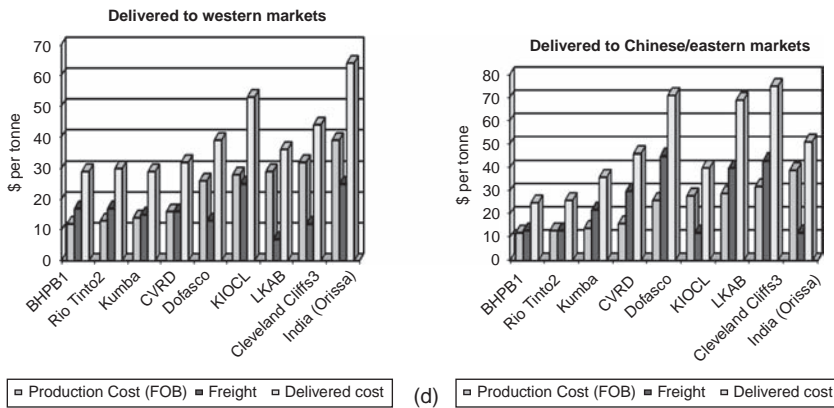 Delivered to western markets
$ per tonne
70
60
50
40
30
20
10
0
BHPB1
Rio Tinto2
Kumba
CVRD
Dofasco
KIOCL
LKAB
Cleveland Cliffs3
India (Orissa)
Production Cost (FOB) Freight Delivered cost
(d)
Delivered to Chinese/eastern markets
$ per tonne
80
70
60
50
40
30
20
10
0
BHPB1
Rio Tinto2
Kumba
CVRD
Dofasco
KIOCL
LKAB
Cleveland Cliffs3
India (Orissa)
Production Cost (FOB) Freight Delivered cost